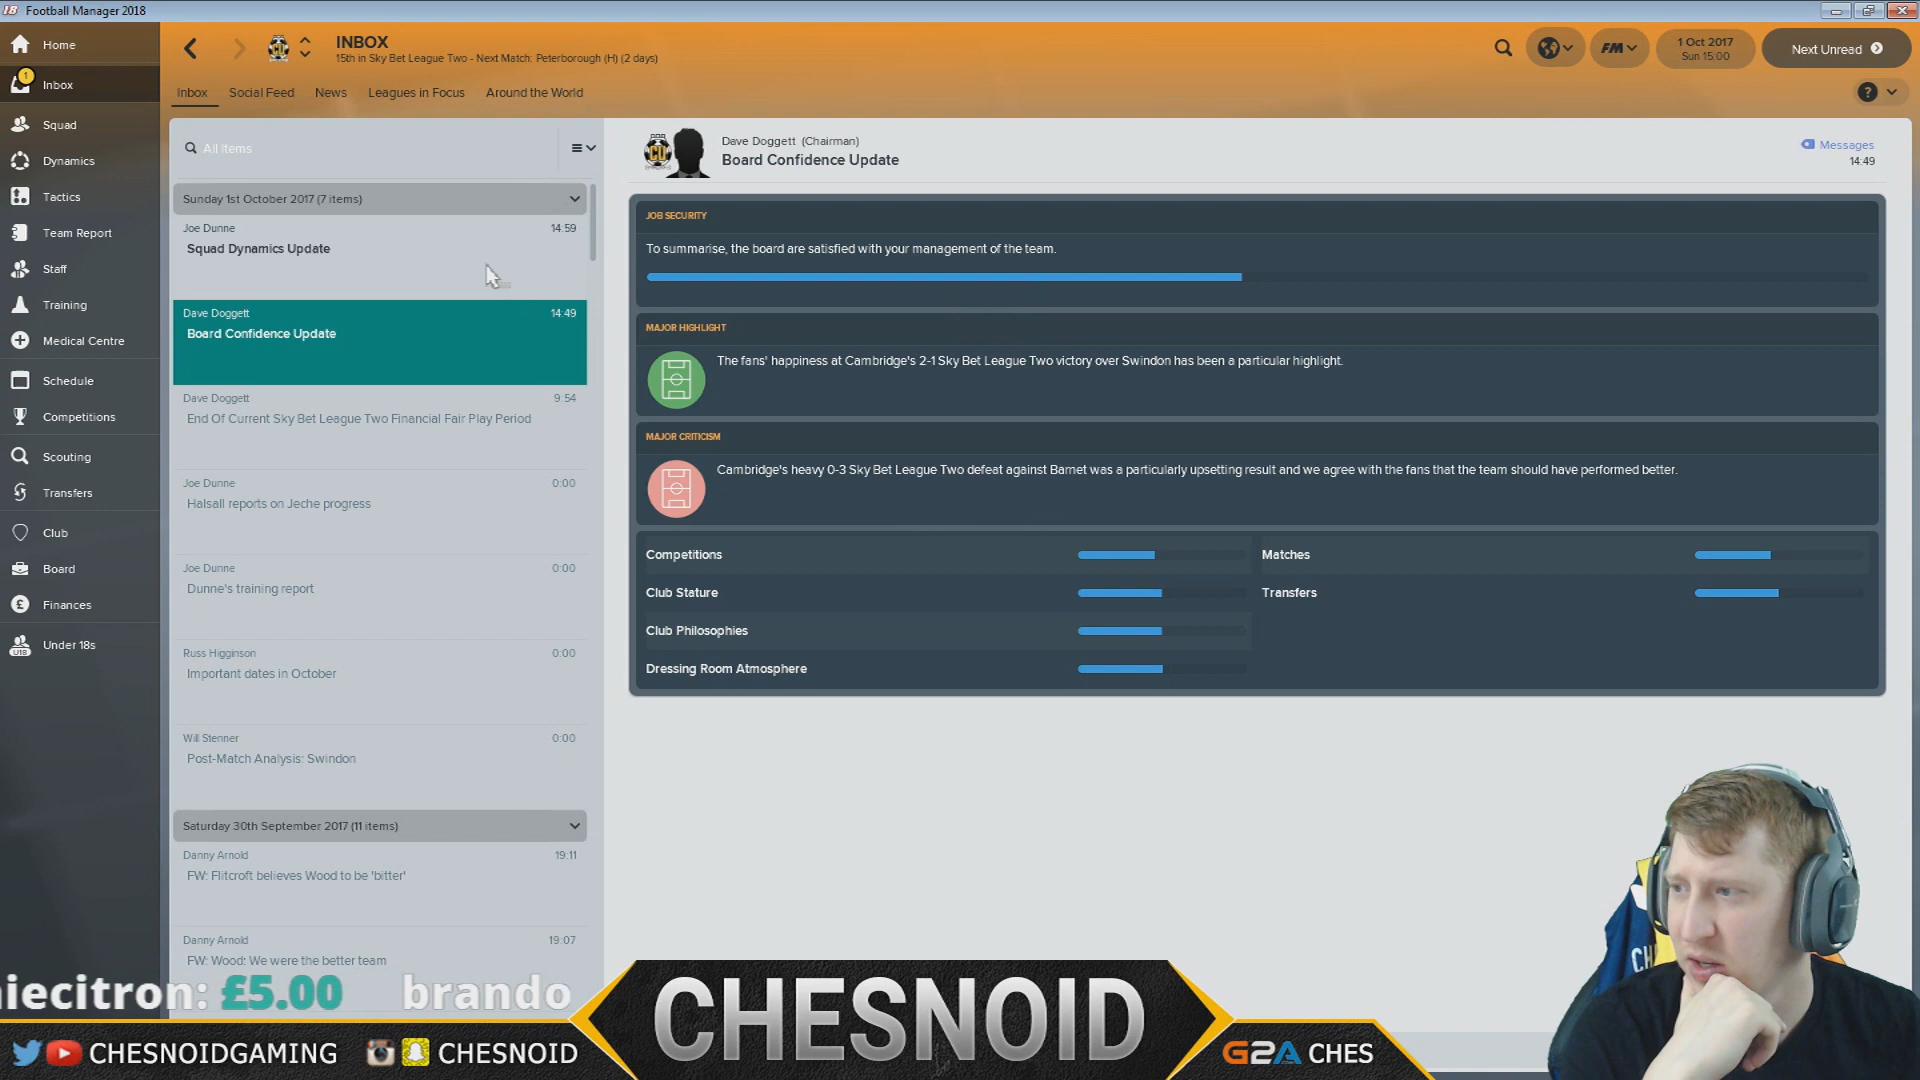 Football Manager 2018
Home
1
Inbox
Squad
Dynamics
Tactics
Team Report
Staff
Training
Medical Centre
Schedule
Competitions
Scouting
Transfers
Club
Board
Finances
U18
Under 18s
INBOX
15th in Sky Bet League Two - Next Match: Peterborough (H) (2 days)
FM
1 Oct 2017
Sun 15:00
Next Unread
Inbox
Social Feed
News
Leagues in Focus
Around the World
?
All Items
Sunday 1st October 2017 (7 items)
Joe Dunne 14:59
Squad Dynamics Update
Dave Doggett 14:49
Board Confidence Update
Dave Doggett 9:54
End Of Current Sky Bet League Two Financial Fair Play Period
Joe Dunne 0:00
Halsall reports on Jeche progress
Joe Dunne 0:00
Dunne's training report
Russ Higginson 0:00
Important dates in October
Will Stenner 0:00
Post-Match Analysis: Swindon
Saturday 30th September 2017 (11 items)
Danny Arnold 19:11
FW: Flitcroft believes Wood to be 'bitter'
Danny Arnold 19:07
FW: Wood: We were the better team
CU
Dave Doggett (Chairman)
Board Confidence Update
Messages
14:49
JOB SECURITY
To summarise, the board are satisfied with your management of the team.
MAJOR HIGHLIGHT
The fans' happiness at Cambridge's 2-1 Sky Bet League Two victory over Swindon has been a particular highlight.
MAJOR CRITICISM
Cambridge's heavy 0-3 Sky Bet League Two defeat against Barnet was a particularly upsetting result and we agree with the fans that the team should have performed better.
Competitions
Matches
Club Stature
Transfers
Club Philosophies
Dressing Room Atmosphere
iecitron: £5.00 brando
CHESNOIDGAMING
CHESNOID
CHESNOID
G2A CHES
CH